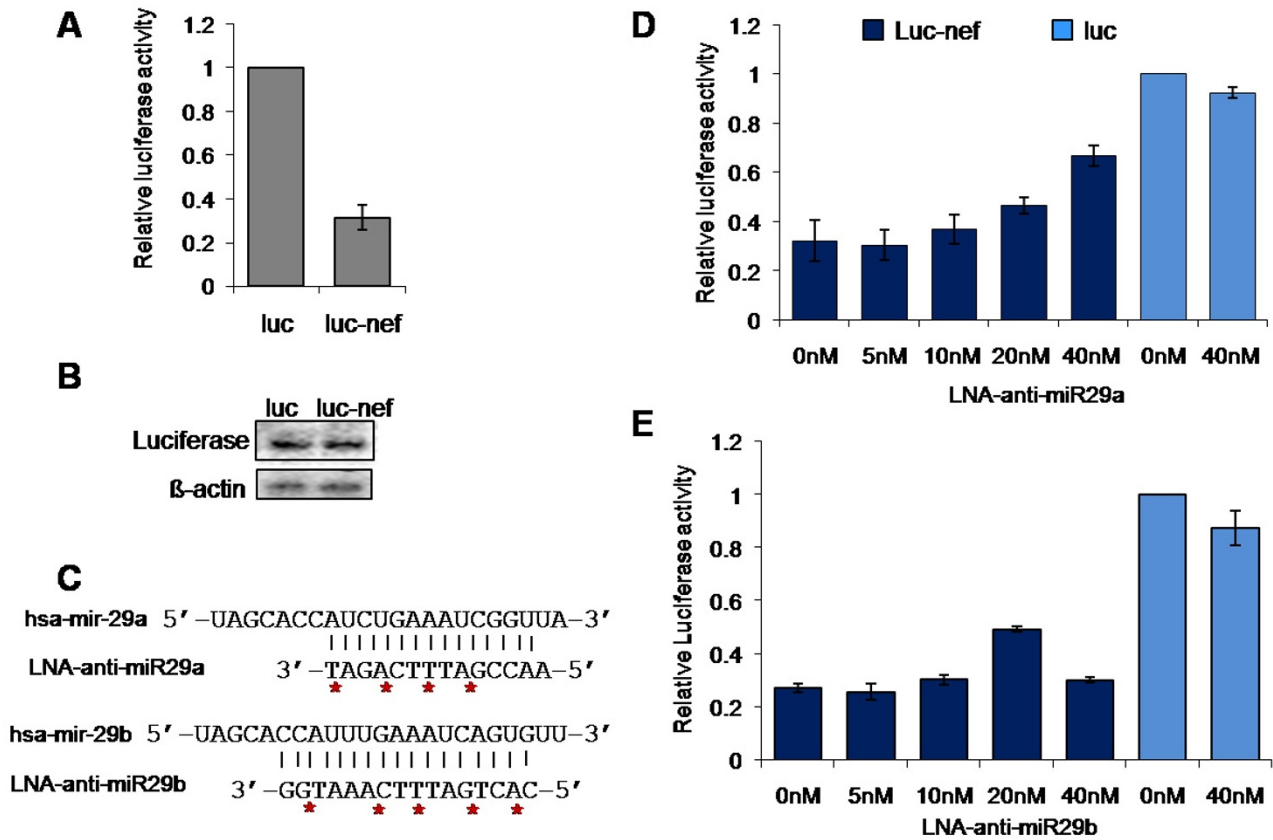 A
Relative luciferase activity
1.2
1
0.8
0.6
0.4
0.2
0
luc
luc-nef
B
luc luc-nef
Luciferase
ß-actin
C
hsa-mir-29a 5′ -UAGCACCAUCUGAAAUCGGUUA-3′
LNA-anti-miR29a 3′ -TAGACTTTAGCCAA-5′
* * * *
hsa-mir-29b 5′ -UAGCACCAUUUGAAAUCAGUGUU-3′
LNA-anti-miR29b 3′ -GGTAAACTTTAGTCAC-5′
* * * * *
D
Luc-nef luc
Relative luciferase activity
1.2
1
0.8
0.6
0.4
0.2
0
0nM 5nM 10nM 20nM 40nM 0nM 40nM
LNA-anti-miR29a
E
Relative Luciferase activity
1.2
1
0.8
0.6
0.4
0.2
0
0nM 5nM 10nM 20nM 40nM 0nM 40nM
LNA-anti-miR29b